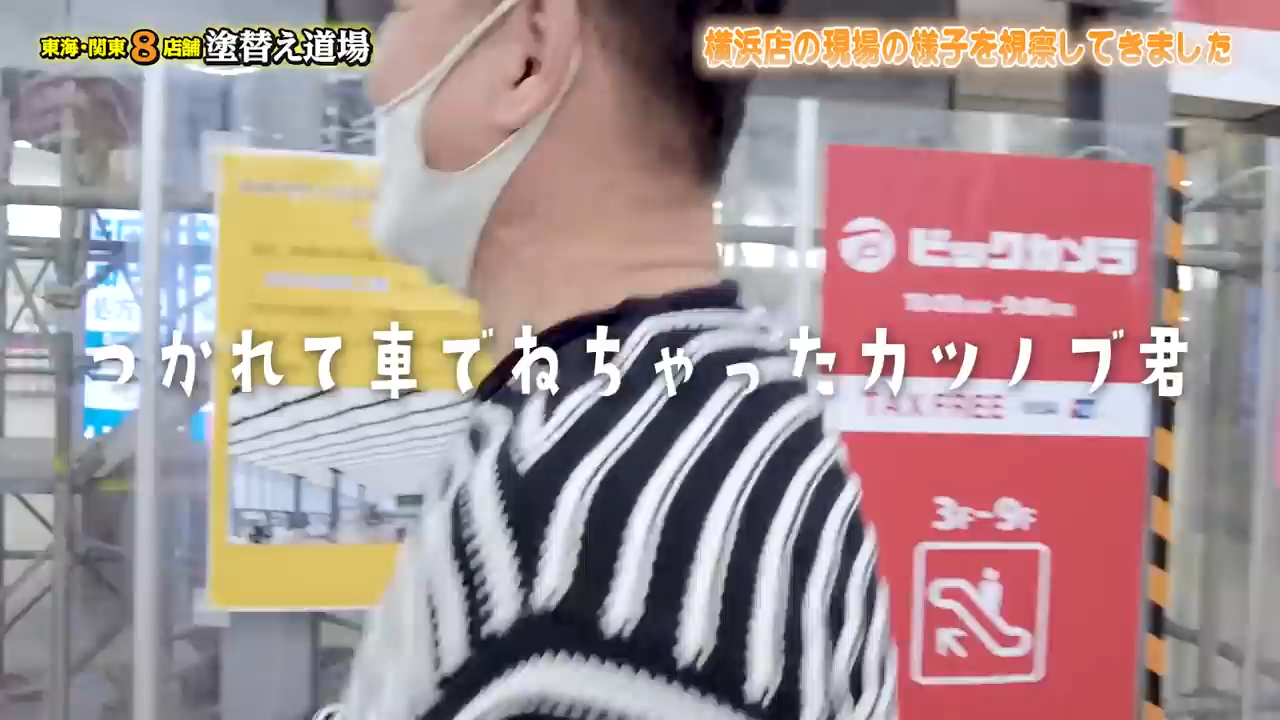 東海・関東8店舗塗替え道場
横浜店の現場の様子を視察してきました
ビックカメラ
つかれて車でねちゃったカツノブ君
TAX FREE
3F-9F